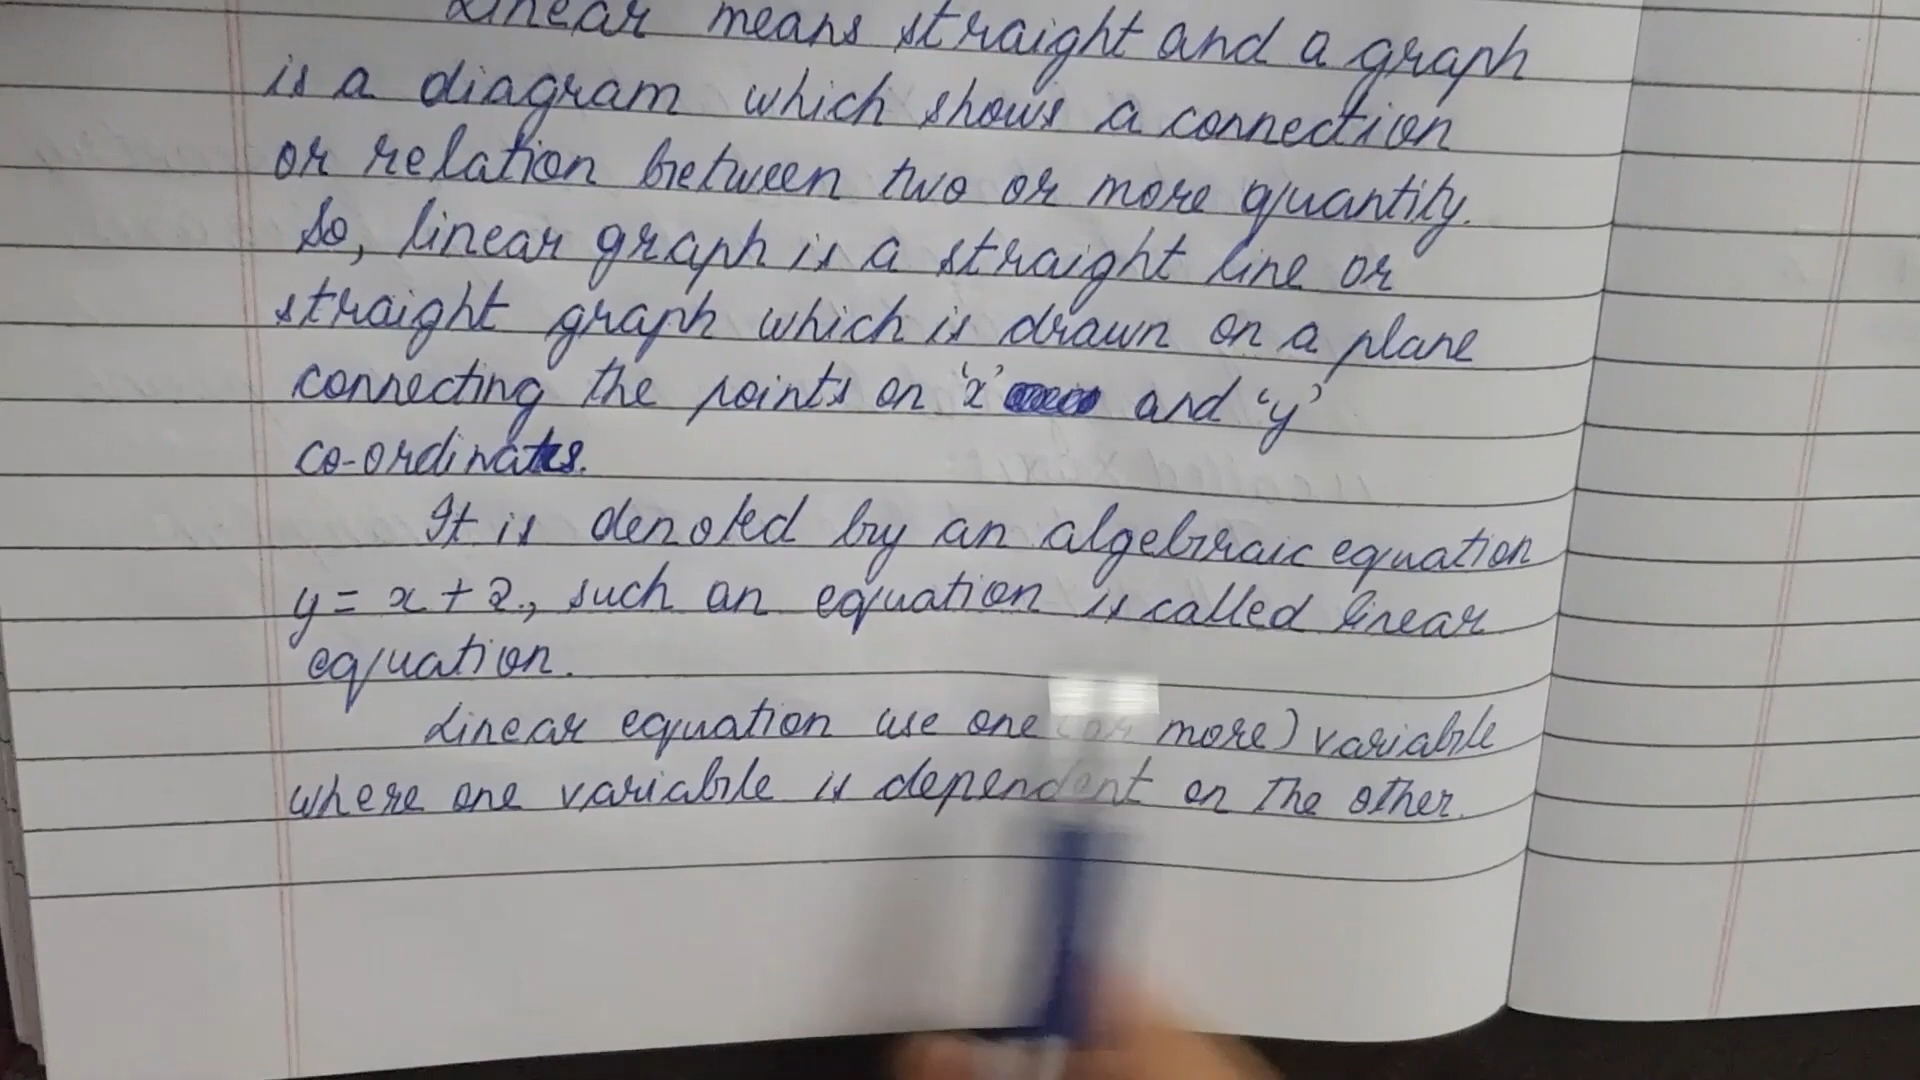 Linear means straight and a graph
is a diagram which shows a connection
or relation between two or more quantity.
So, linear graph is a straight line or
straight graph which is drawn on a plane
connecting the points on 'x' and 'y'
co-ordinates.
It is denoted by an algebraic equation
y = x + 2, such an equation is called linear
equation.
Linear equation use one (or more) variable
where one variable is dependent on the other.